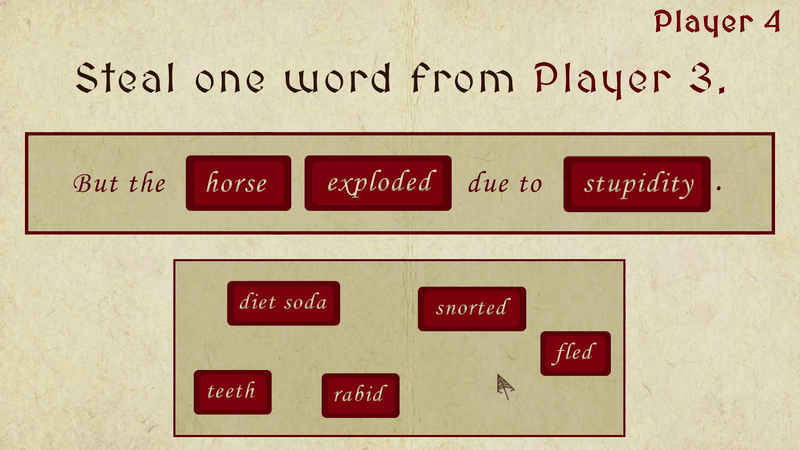 Player 4
Steal one word from Player 3.
But the horse exploded due to stupidity.
diet soda
snorted
fled
teeth
rabid